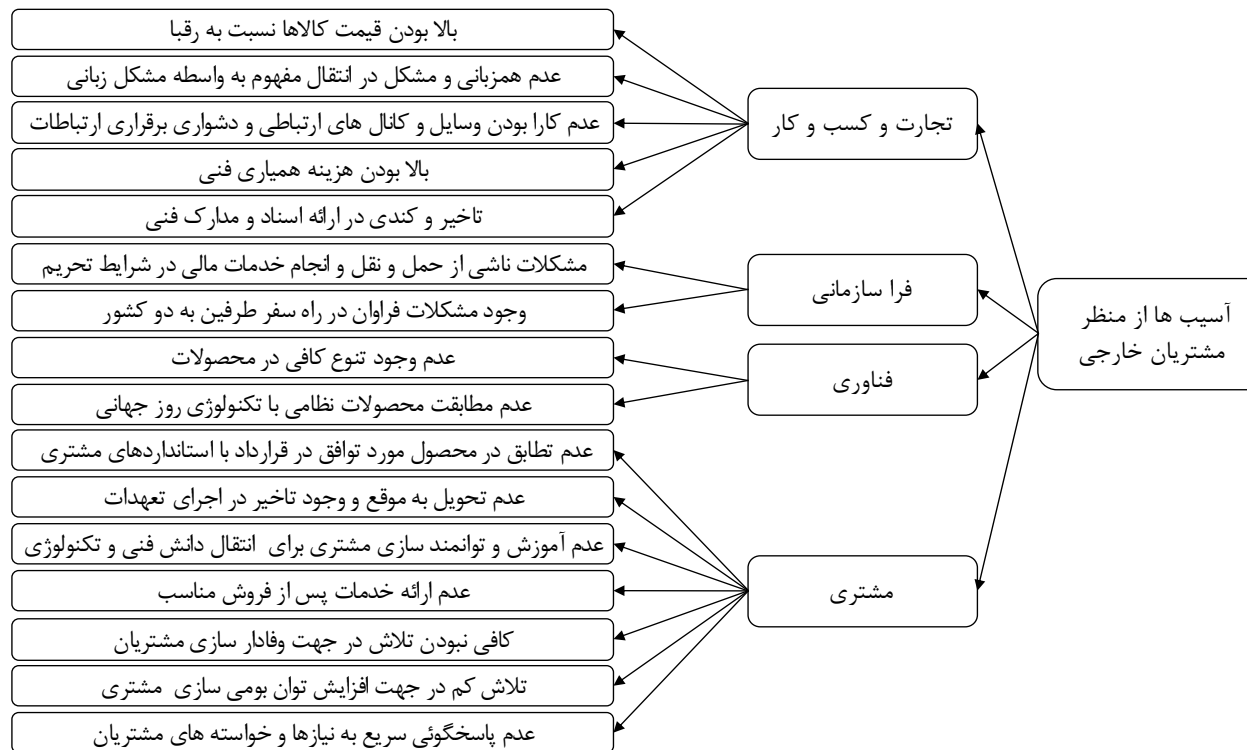 آسیب ها از منظر
مشتریان خارجی
تجارت و کسب و کار
بالا بودن قیمت کالاها نسبت به رقبا
عدم همزبانی و مشکل در انتقال مفهوم به واسطه مشکل زبانی
عدم کارا بودن وسایل و کانال های ارتباطی و دشواری برقراری ارتباطات
بالا بودن هزینه همیاری فنی
تاخیر و کندی در ارائه اسناد و مدارک فنی
فرا سازمانی
مشکلات ناشی از حمل و نقل و انجام خدمات مالی در شرایط تحریم
وجود مشکلات فراوان در راه سفر طرفین به دو کشور
فناوری
عدم وجود تنوع کافی در محصولات
عدم مطابقت محصولات نظامی با تکنولوژی روز جهانی
مشتری
عدم تطابق در محصول مورد توافق در قرارداد با استانداردهای مشتری
عدم تحویل به موقع و وجود تاخیر در اجرای تعهدات
عدم آموزش و توانمند سازی مشتری برای انتقال دانش فنی و تکنولوژی
عدم ارائه خدمات پس از فروش مناسب
کافی نبودن تلاش در جهت وفادار سازی مشتریان
تلاش کم در جهت افزایش توان بومی سازی مشتری
عدم پاسخگوئی سریع به نیازها و خواسته های مشتریان